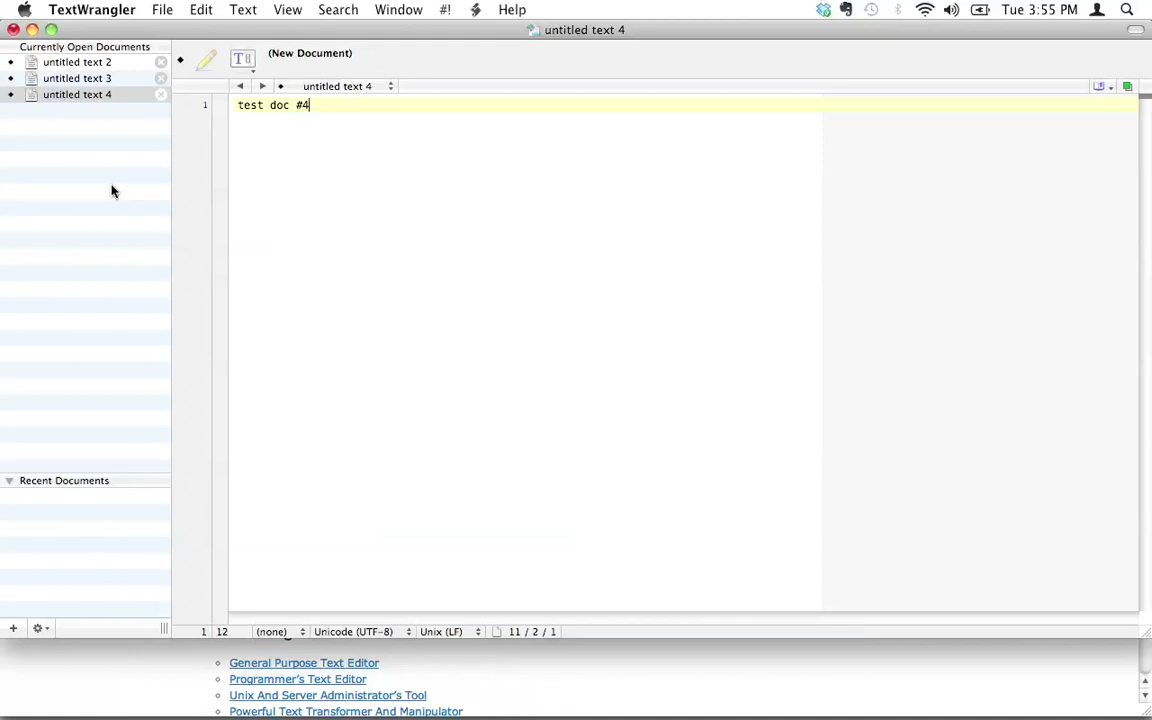 TextWrangler File Edit Text View Search Window #! Help Tue 3:55 PM
untitled text 4
Currently Open Documents
untitled text 2
untitled text 3
untitled text 4
(New Document)
untitled text 4
1 test doc #4
Recent Documents
1 12 (none) Unicode (UTF-8) Unix (LF) 11 / 2 / 1
General Purpose Text Editor
Programmer's Text Editor
Unix And Server Administrator's Tool
Powerful Text Transformer And Manipulator